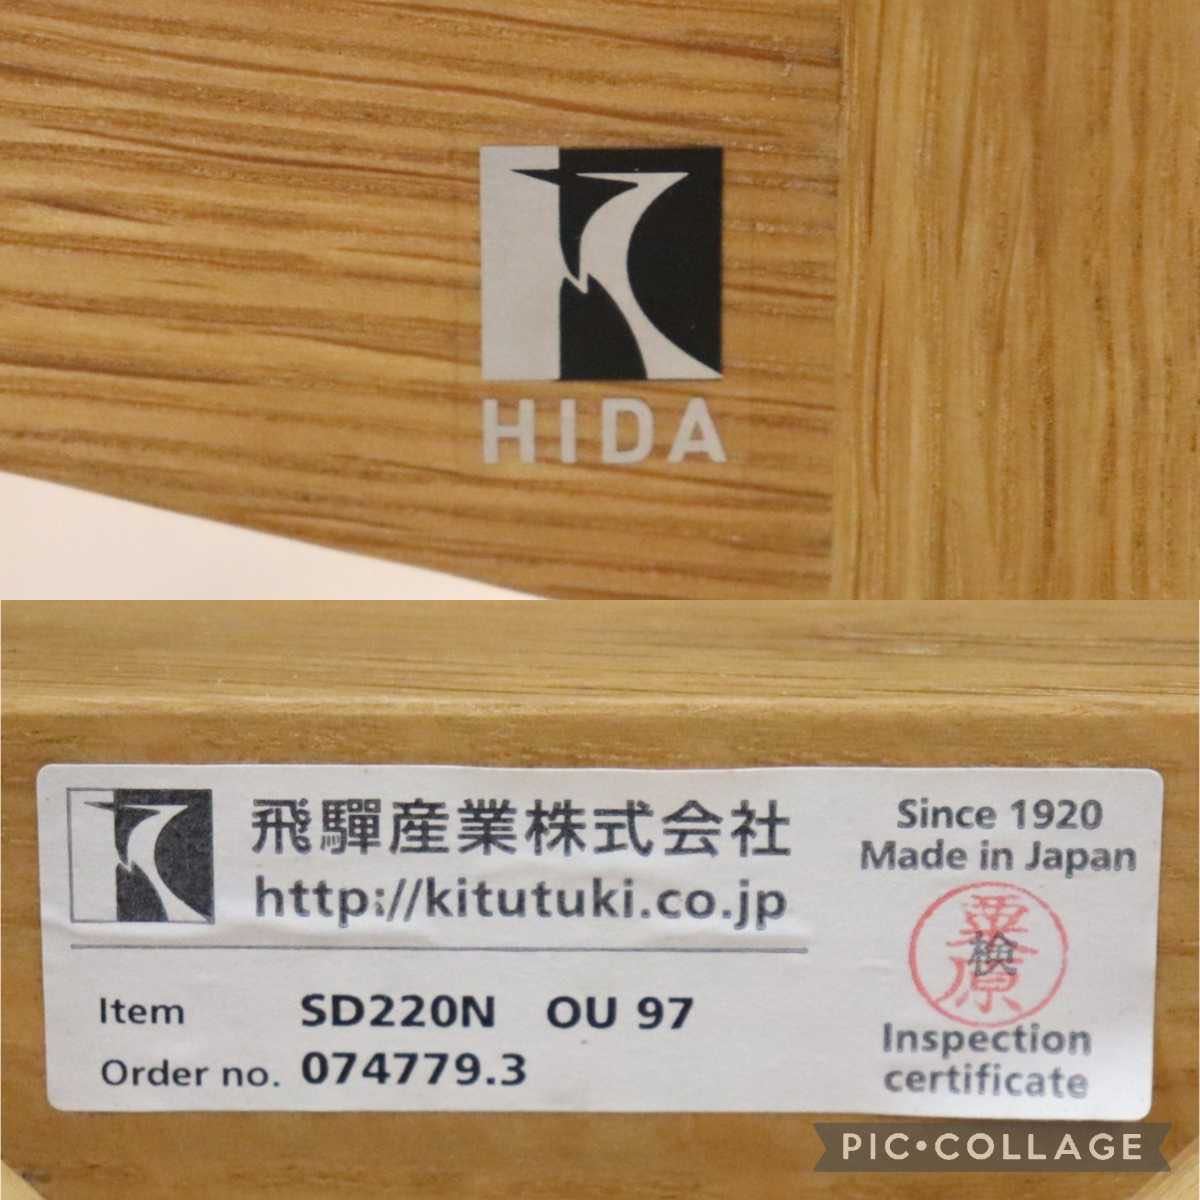 HIDA
飛驒産業株式会社
http://kitutuki.co.jp
Since 1920
Made in Japan
検
Inspection
certificate
Item SD220N OU 97
Order no. 074779.3
PIC•COLLAGE